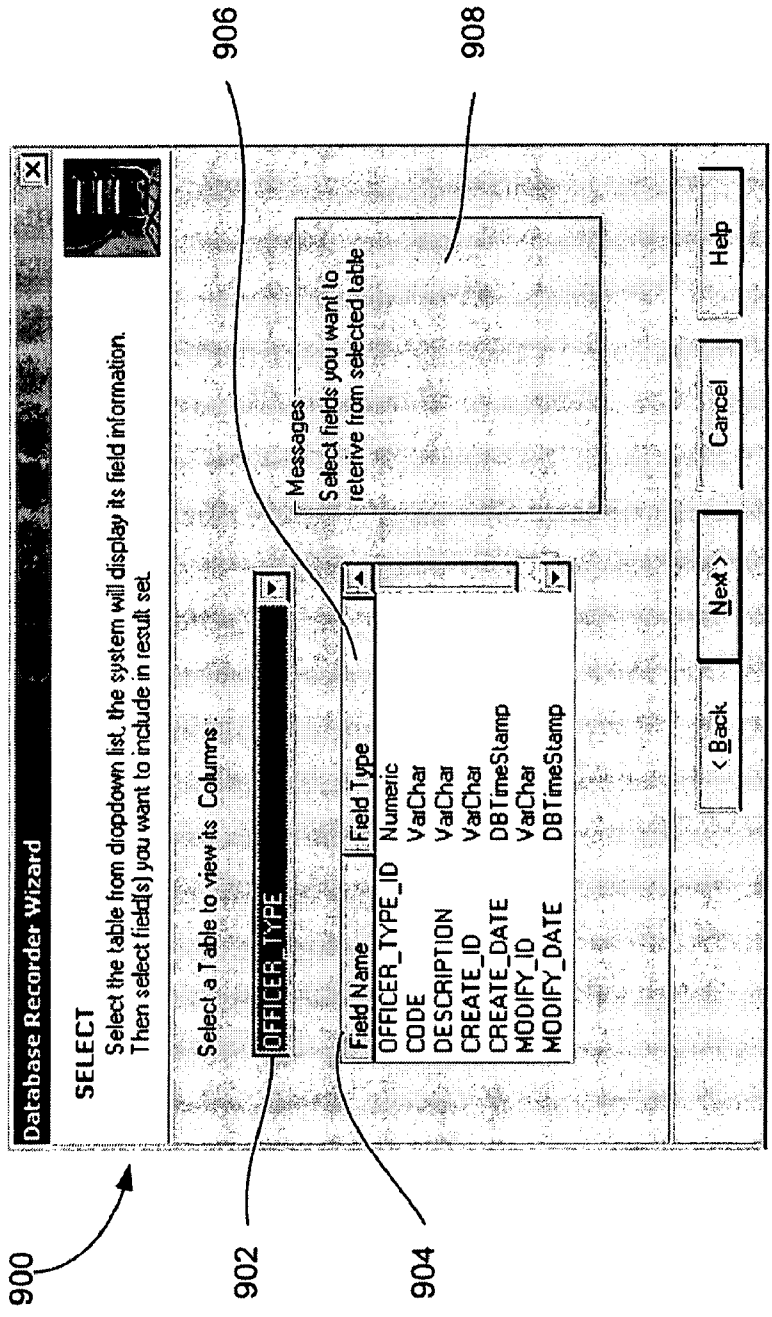 900
Database Recorder Wizard
SELECT
Select the table from dropdown list, the system will display its field information.
Then select field[s] you want to include in result set.
902
Select a Table to view its Columns :
OFFICER_TYPE
904
906
Field Name Field Type
OFFICER_TYPE_ID Numeric
CODE VarChar
DESCRIPTION VarChar
CREATE_ID VarChar
CREATE_DATE DBTimeStamp
MODIFY_ID VarChar
MODIFY_DATE DBTimeStamp
Messages
Select fields you want to
reterive from selected table
908
< Back
Next >
Cancel
Help